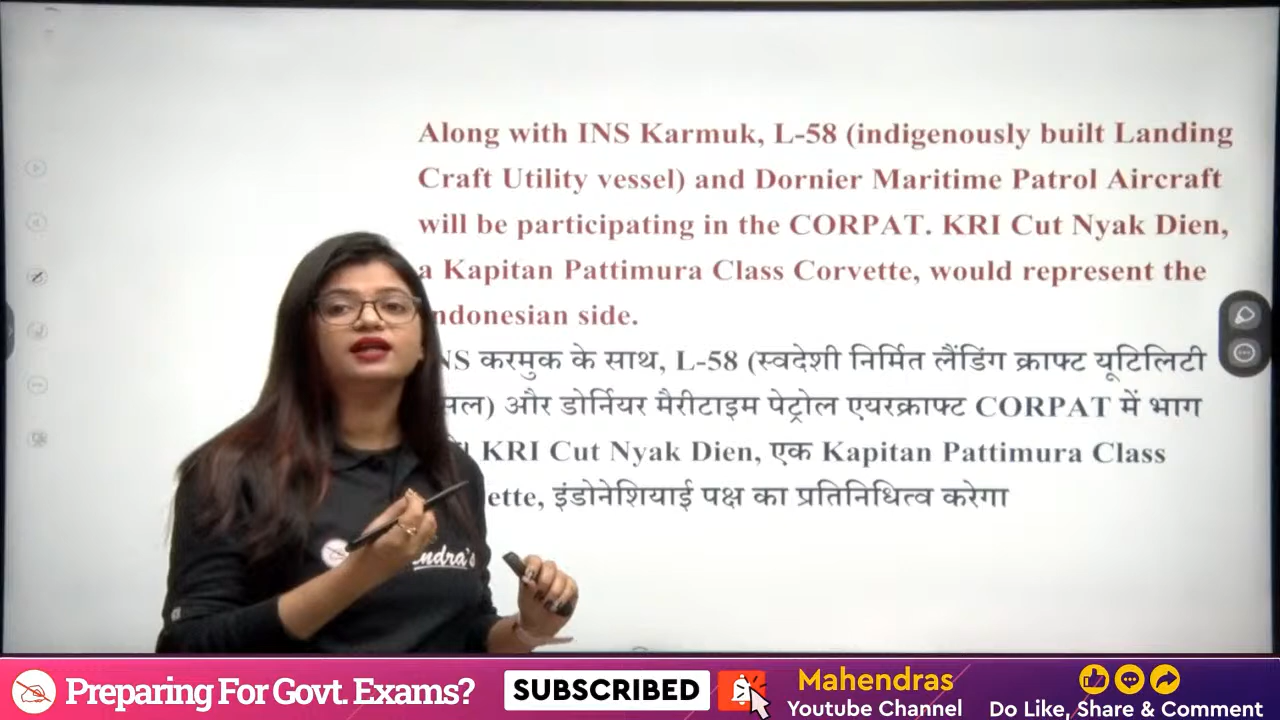 Along with INS Karmuk, L-58 (indigenously built Landing
Craft Utility vessel) and Dornier Maritime Patrol Aircraft
will be participating in the CORPAT. KRI Cut Nyak Dien,
a Kapitan Pattimura Class Corvette, would represent the
ndonesian side.
NS करमुक के साथ, L-58 (स्वदेशी निर्मित लैंडिंग क्राफ्ट यूटिलिटी
सल) और डोर्नियर मैरीटाइम पेट्रोल एयरक्राफ्ट CORPAT में भाग
KRI Cut Nyak Dien, एक Kapitan Pattimura Class
ette, इंडोनेशियाई पक्ष का प्रतिनिधित्व करेगा
endra's
Preparing For Govt. Exams?
SUBSCRIBED
Mahendras
Youtube Channel
Do Like, Share & Comment